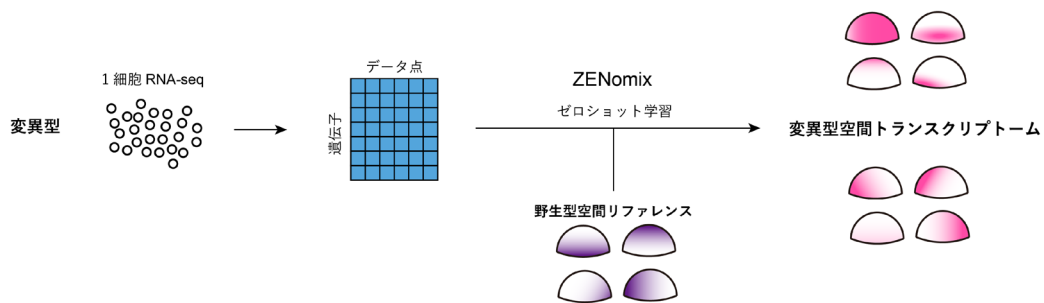 変異型
1細胞 RNA-seq
データ点
遺伝子
ZENomix
ゼロショット学習
野生型空間リファレンス
変異型空間トランスクリプトーム